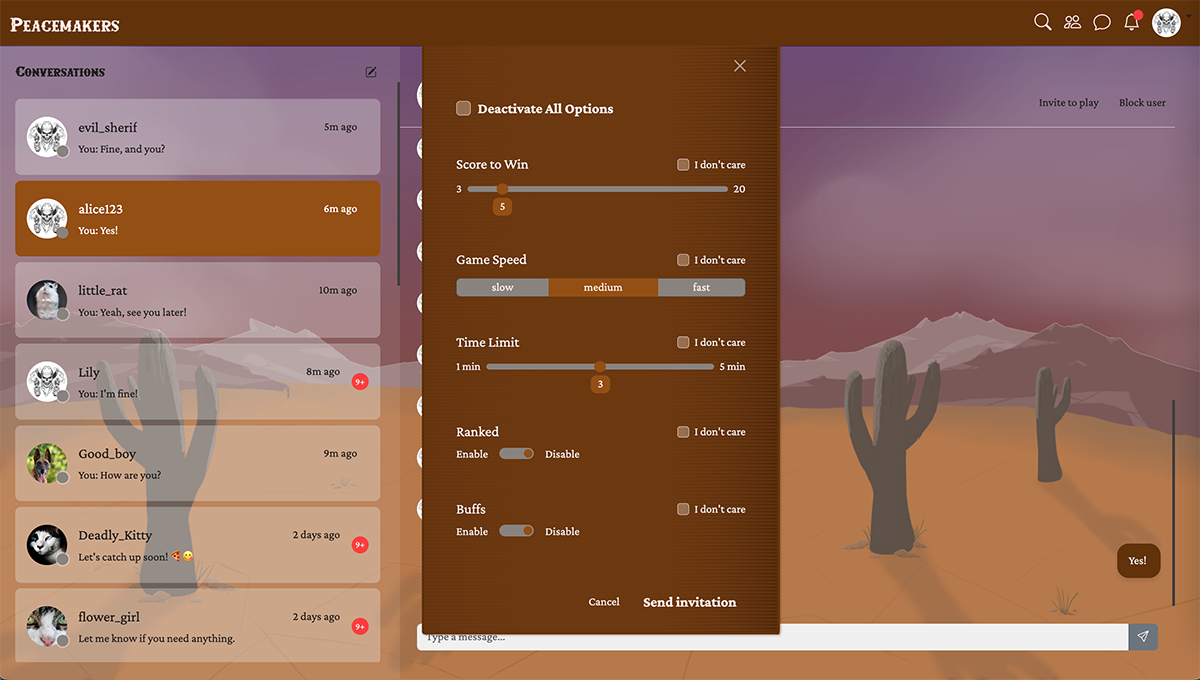 Peacemakers
Conversations
evil_sherif 5m ago
You: Fine, and you?
alice123 6m ago
You: Yes!
little_rat 10m ago
You: Yeah, see you later!
Lily 8m ago
9+
You: I'm fine!
Good_boy 9m ago
You: How are you?
Deadly_Kitty 2 days ago
9+
Let's catch up soon! 🍕😋
flower_girl 2 days ago
9+
Let me know if you need anything.
Deactivate All Options
Score to Win I don't care
3 20
5
Game Speed I don't care
slow medium fast
Time Limit I don't care
1 min 5 min
3
Ranked I don't care
Enable Disable
Buffs I don't care
Enable Disable
Cancel Send invitation
Invite to play Block user
Yes!
Type a message...